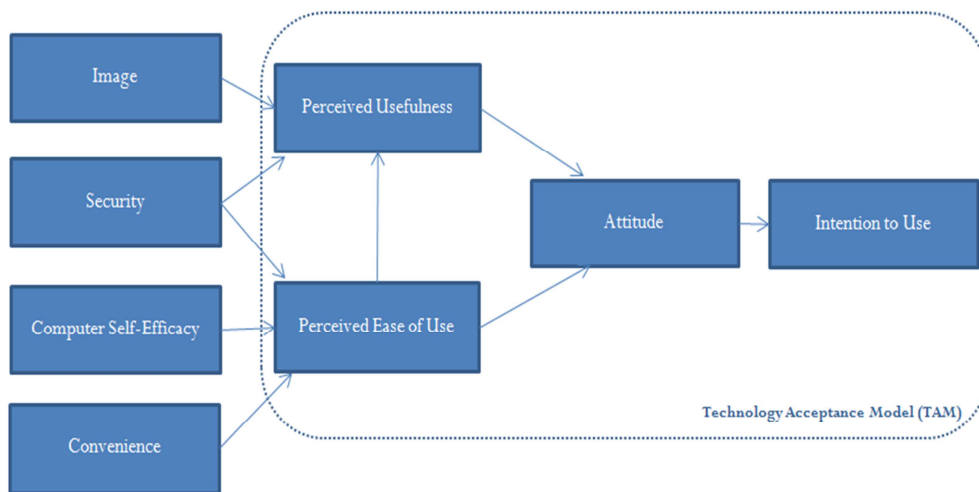 Image
Perceived Usefulness
Security
Attitude
Intention to Use
Computer Self-Efficacy
Perceived Ease of Use
Convenience
Technology Acceptance Model (TAM)